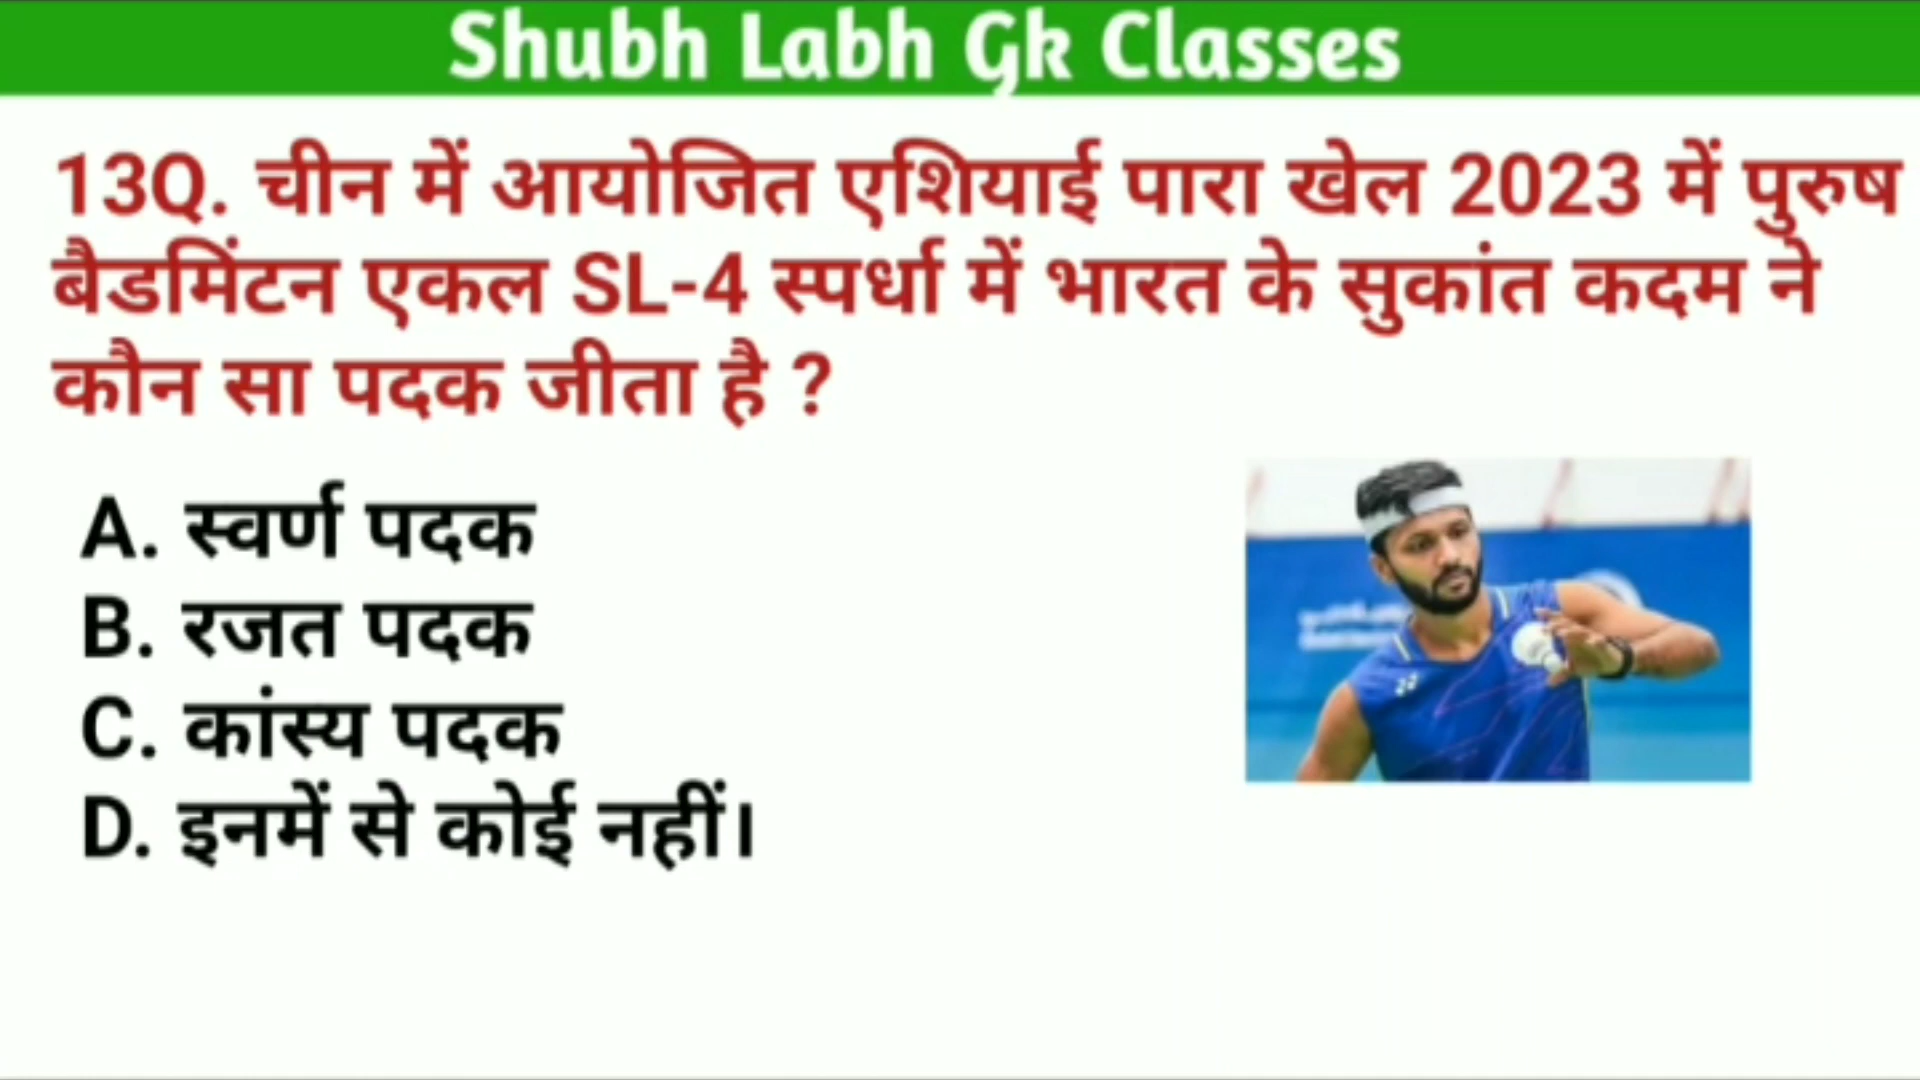 Shubh Labh Gk Classes
13Q. चीन में आयोजित एशियाई पारा खेल 2023 में पुरुष
बैडमिंटन एकल SL-4 स्पर्धा में भारत के सुकांत कदम ने
कौन सा पदक जीता है ?
A. स्वर्ण पदक
B. रजत पदक
C. कांस्य पदक
D. इनमें से कोई नहीं।